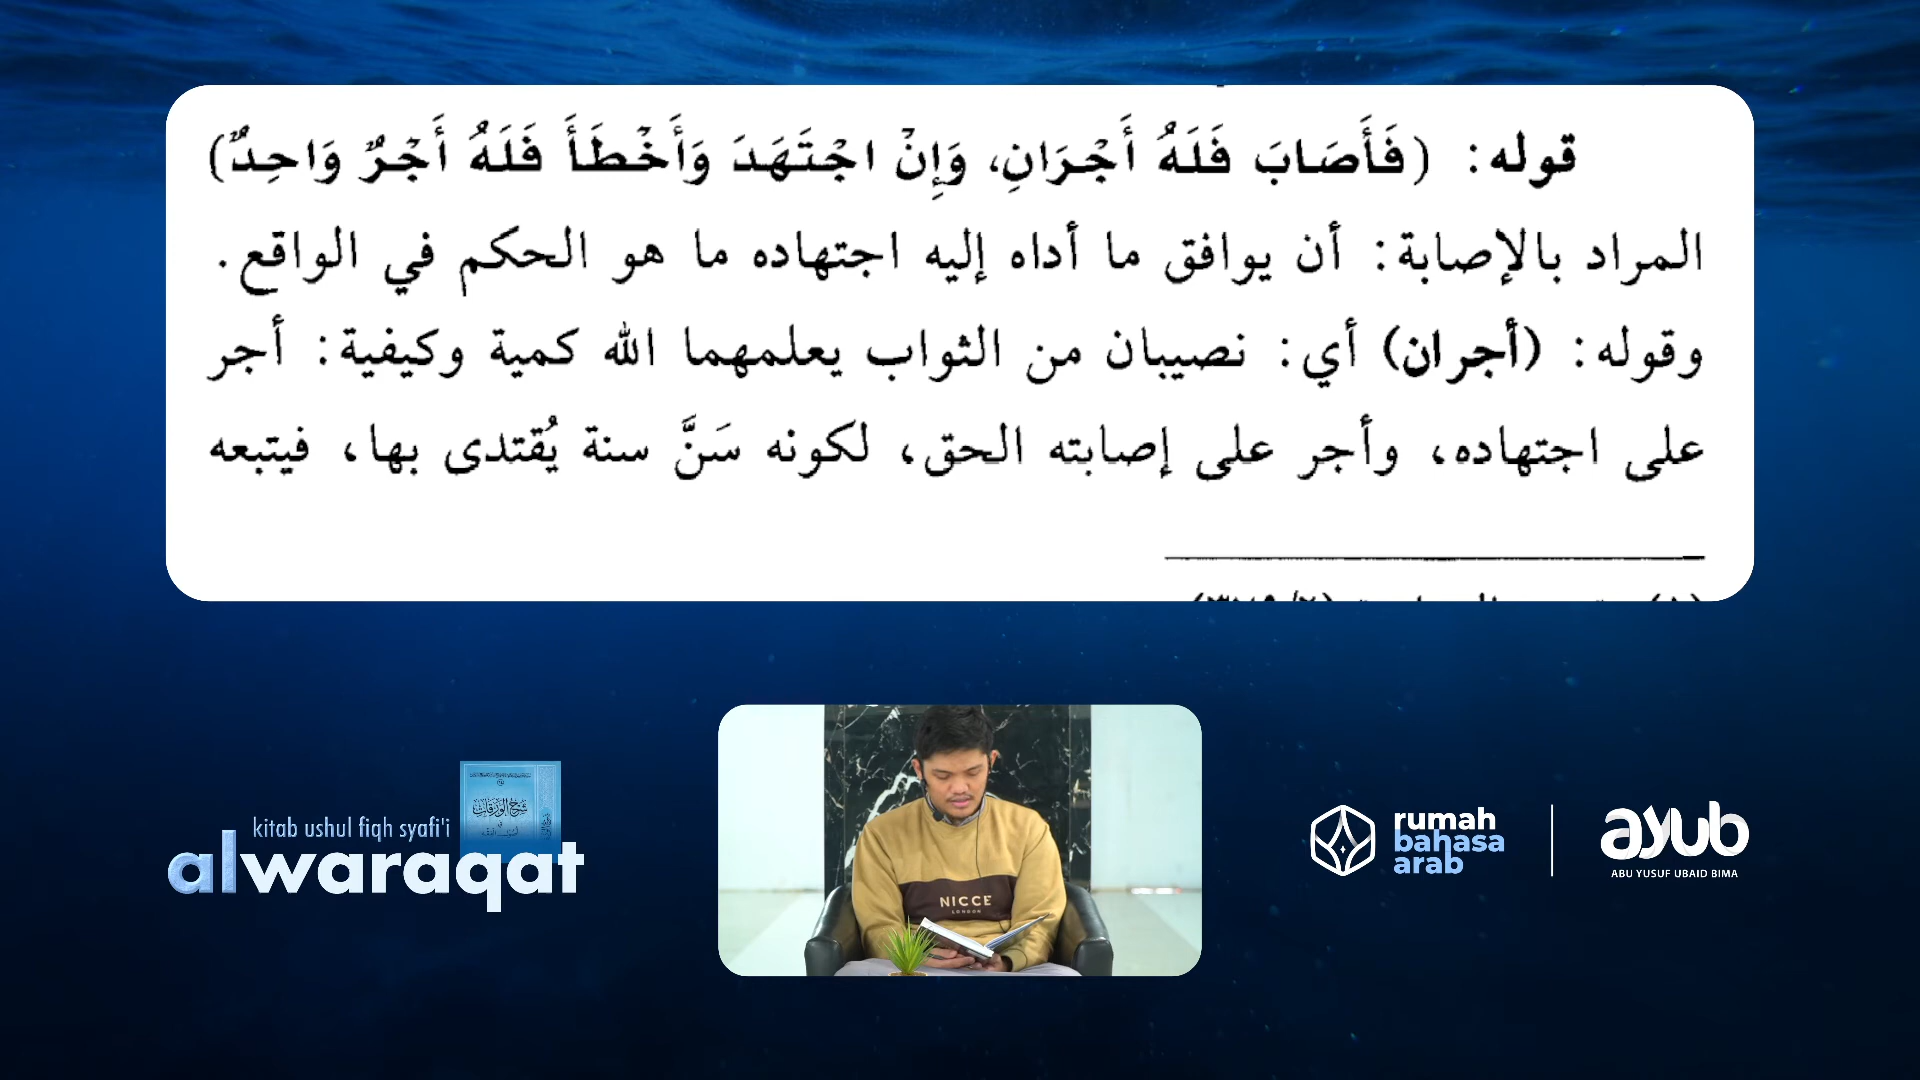 قوله: (فَأَصَابَ فَلَهُ أَجْرَانِ، وَإِنْ اجْتَهَدَ وَأَخْطَأَ فَلَهُ أَجْرٌ وَاحِدٌ)
المراد بالإصابة: أن يوافق ما أداه إليه اجتهاده ما هو الحكم في الواقع.
وقوله: (أجران) أي: نصيبان من الثواب يعلمهما الله كمية وكيفية: أجر
على اجتهاده، وأجر على إصابته الحق، لكونه سَنَّ سنة يُقتدى بها، فيتبعه
kitab ushul fiqh syafi'i
alwaraqat
شرح الورقات
NICCE
LONDON
rumah
bahasa
arab
ayub
ABU YUSUF UBAID BIMA